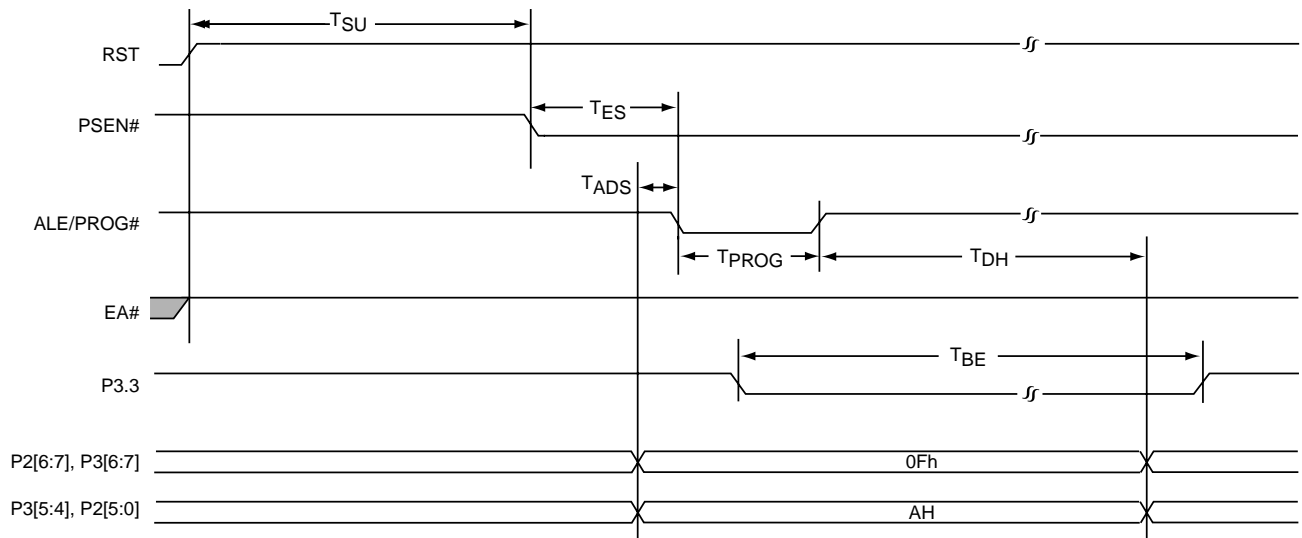 TSU
RST
TES
PSEN#
TADS
ALE/PROG#
TPROG
TDH
EA#
TBE
P3.3
P2[6:7], P3[6:7]
0Fh
P3[5:4], P2[5:0]
AH